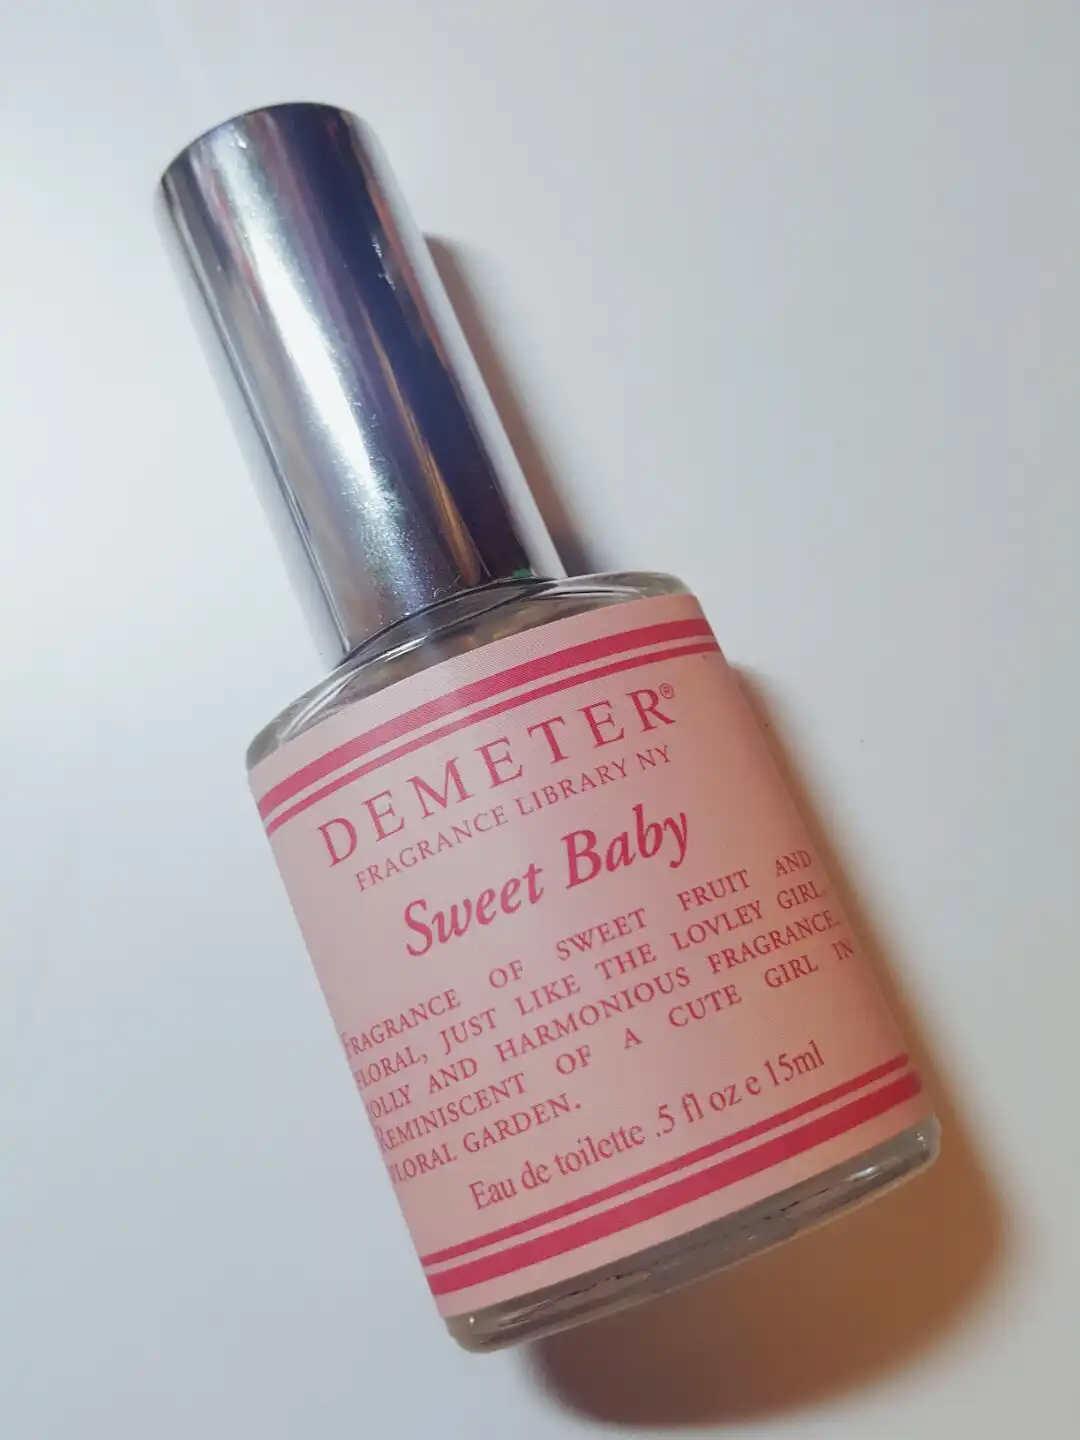 DEMETER®
FRAGRANCE LIBRARY NY
Sweet Baby
FRAGRANCE OF SWEET FRUIT AND
FLORAL, JUST LIKE THE LOVLEY GIRL.
JOLLY AND HARMONIOUS FRAGRANCE.
REMINISCENT OF A CUTE GIRL IN
FLORAL GARDEN.
Eau de toilette .5 fl oz e 15ml